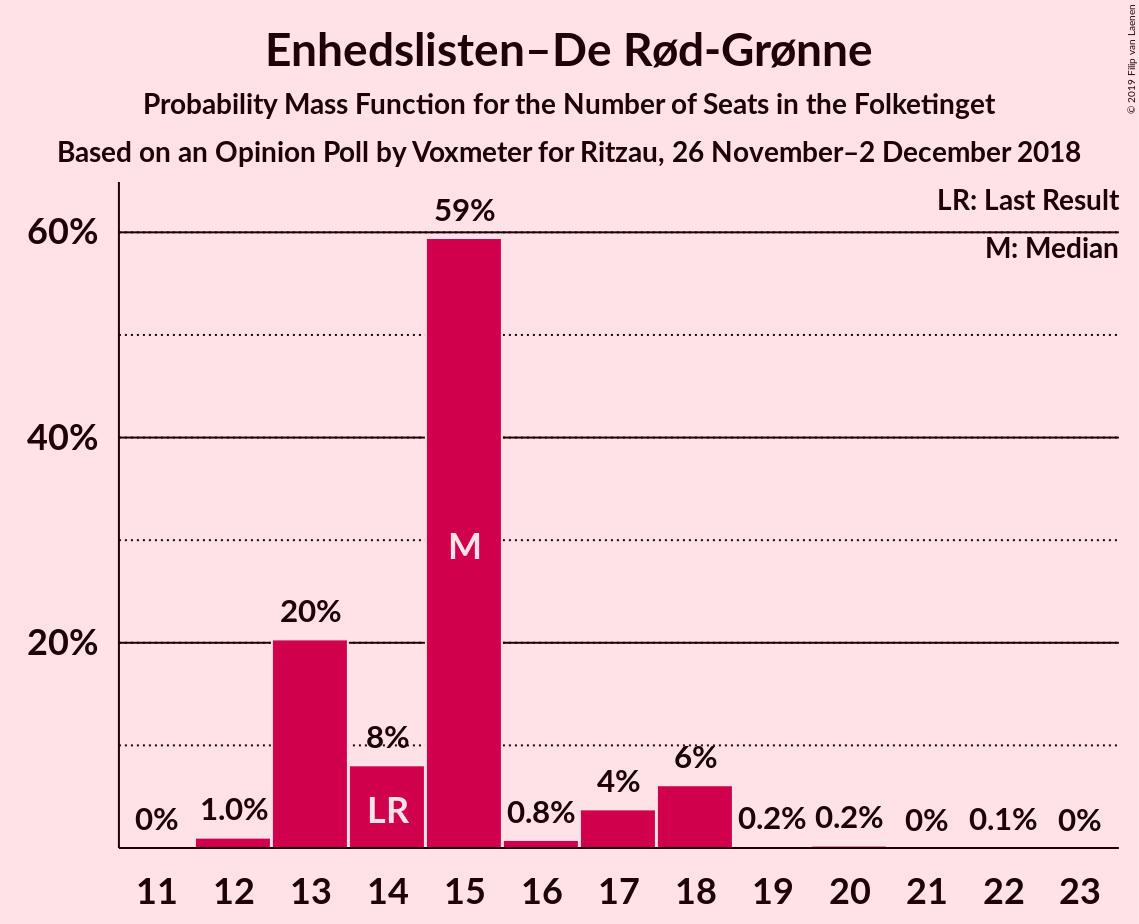 Enhedslisten–De Rød-Grønne
Probability Mass Function for the Number of Seats in the Folketinget
Based on an Opinion Poll by Voxmeter for Ritzau, 26 November–2 December 2018
© 2019 Filip van Laenen
LR: Last Result
M: Median
60%
40%
20%
0%
1.0%
20%
8%
59%
0.8%
4%
6%
0.2%
0.2%
0%
0.1%
0%
LR
M
11 12 13 14 15 16 17 18 19 20 21 22 23